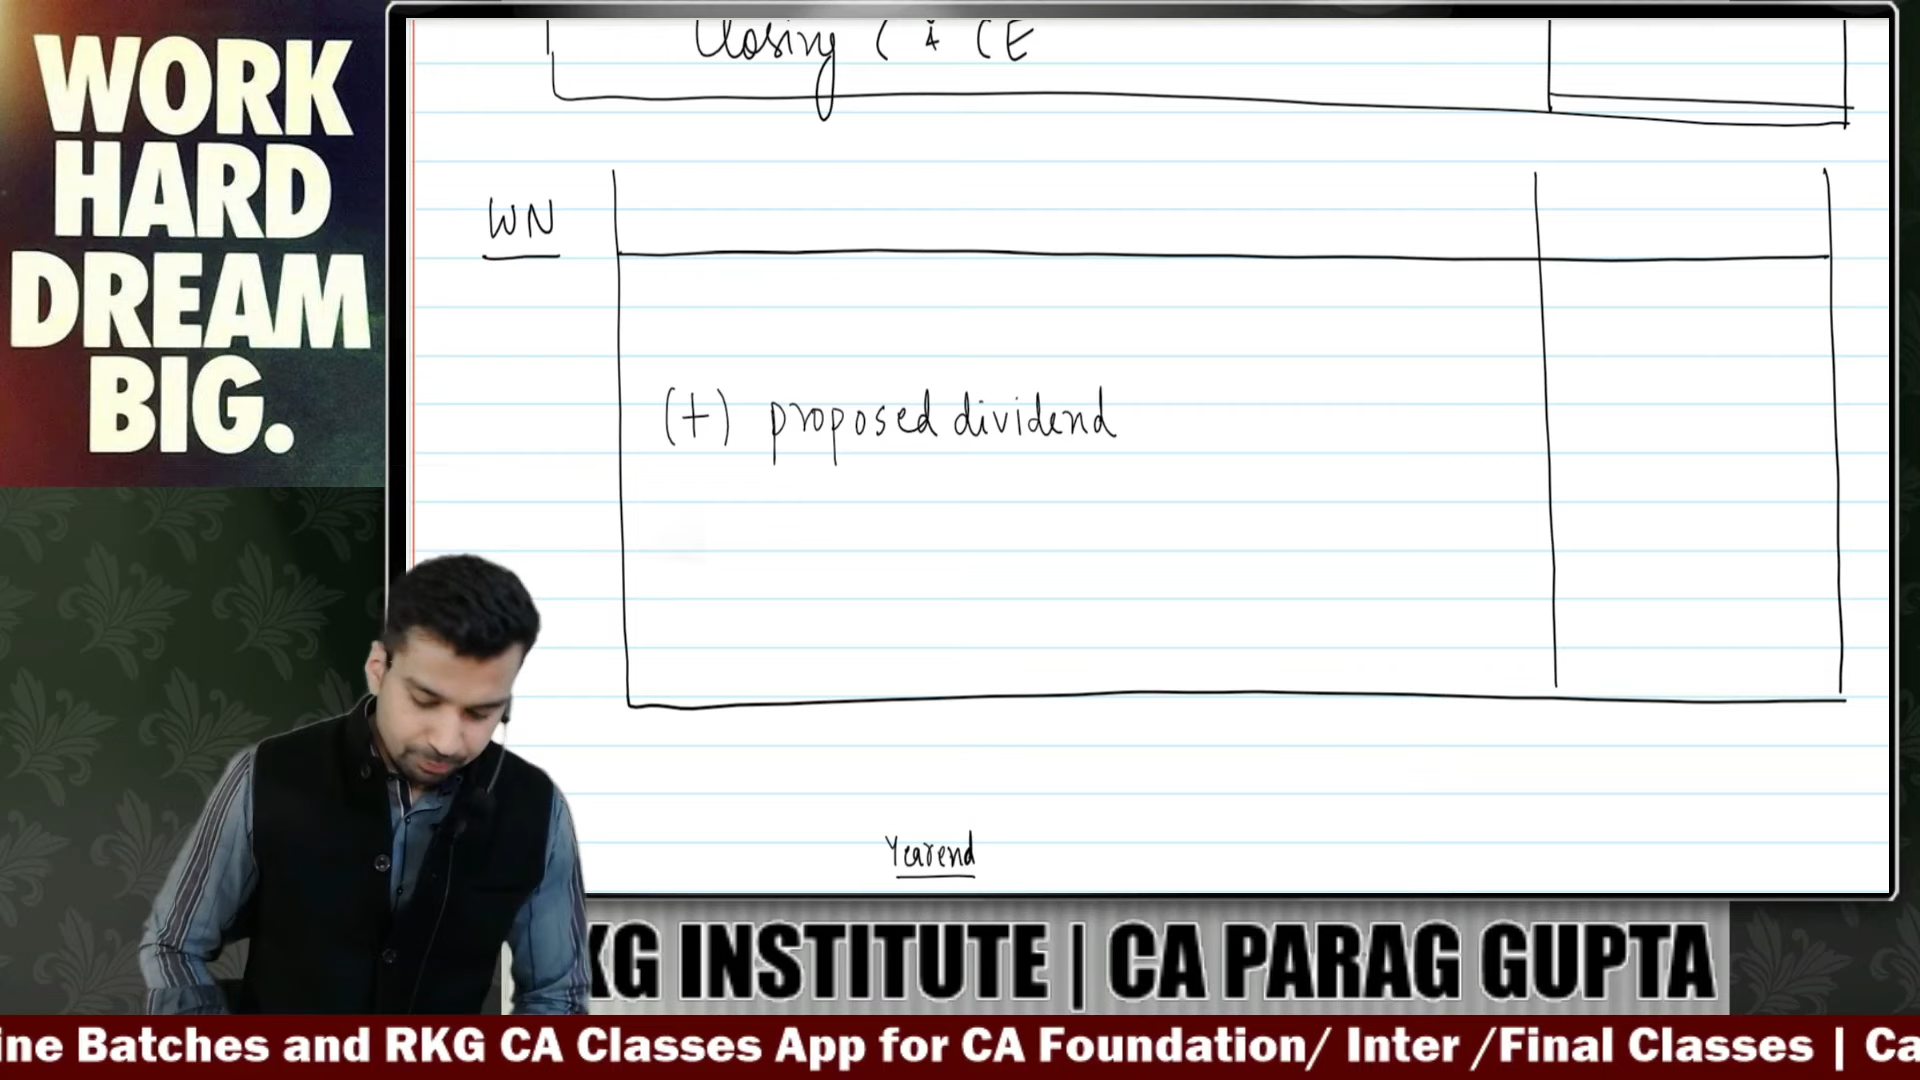 WORK
HARD
DREAM
BIG.
Closing C & CE
WN
(+) proposed dividend
Yearend
KG INSTITUTE | CA PARAG GUPTA
ine Batches and RKG CA Classes App for CA Foundation/ Inter /Final Classes | Ca